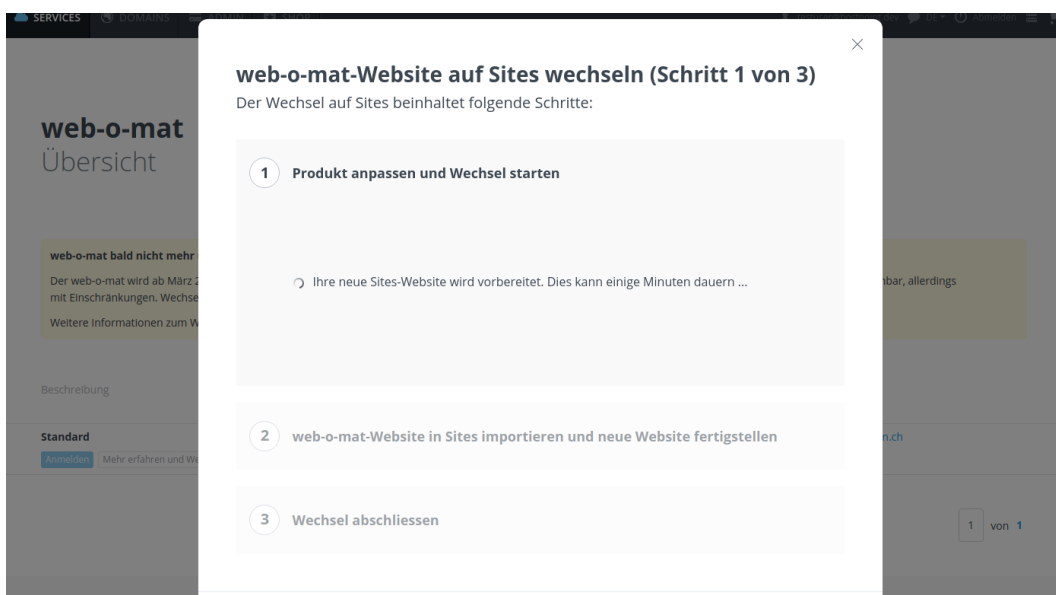 SERVICES
DOMAINS
ADMIN
SHOP
DE
Abmelden
web-o-mat-Website auf Sites wechseln (Schritt 1 von 3)
Der Wechsel auf Sites beinhaltet folgende Schritte:
web-o-mat
Übersicht
1 Produkt anpassen und Wechsel starten
web-o-mat bald nicht mehr
Der web-o-mat wird ab März
nbar, allerdings
mit Einschränkungen. Wechse
Ihre neue Sites-Website wird vorbereitet. Dies kann einige Minuten dauern ...
Weitere Informationen zum W
Beschreibung
2 web-o-mat-Website in Sites importieren und neue Website fertigstellen
Standard
n.ch
Anmelden
Mehr erfahren und We
3 Wechsel abschliessen
1 von 1